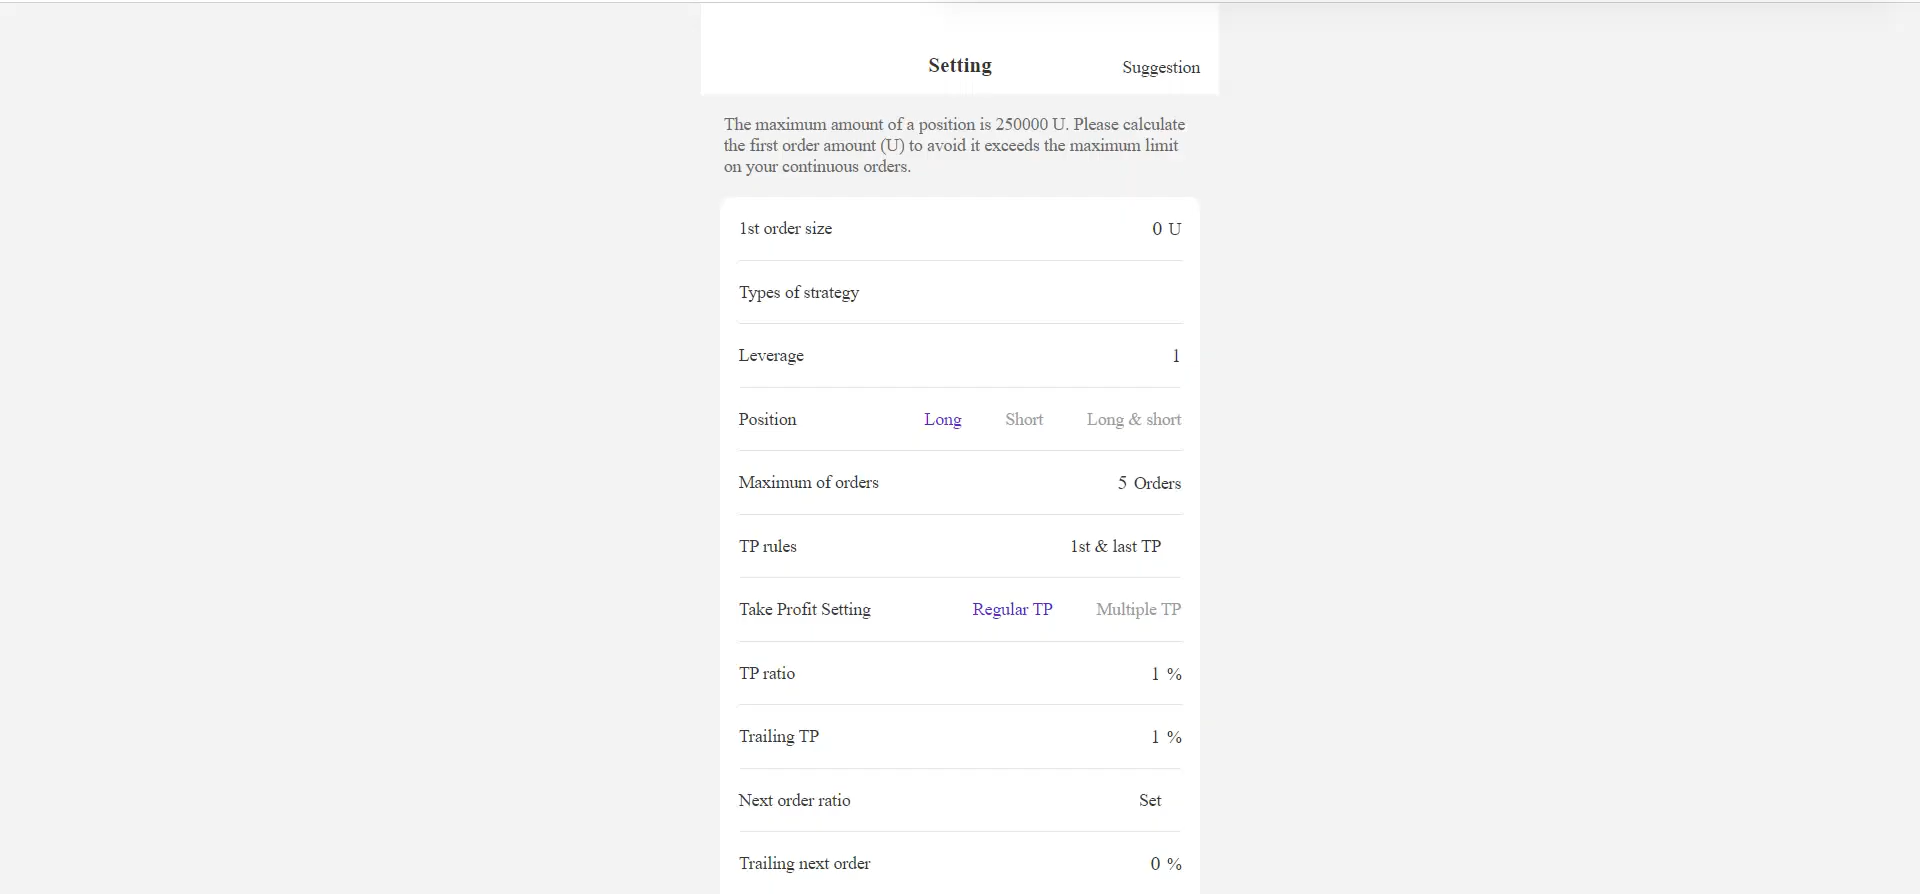 Setting
Suggestion
The maximum amount of a position is 250000 U. Please calculate
the first order amount (U) to avoid it exceeds the maximum limit
on your continuous orders.
1st order size 0 U
Types of strategy
Leverage 1
Position Long Short Long & short
Maximum of orders 5 Orders
TP rules 1st & last TP
Take Profit Setting Regular TP Multiple TP
TP ratio 1 %
Trailing TP 1 %
Next order ratio Set
Trailing next order 0 %